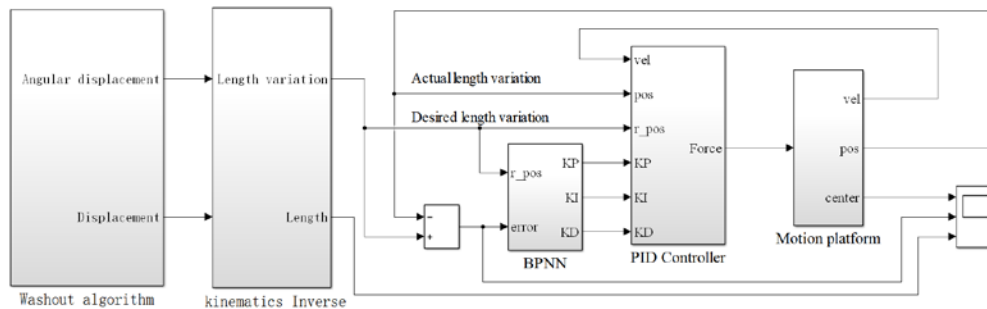 Angular displacement
Displacement
Washout algorithm
Length variation
Length
kinematics Inverse
Actual length variation
Desired length variation
−
+
r_pos
error
KP
KI
KD
BPNN
vel
pos
r_pos
KP
KI
KD
Force
PID Controller
vel
pos
center
Motion platform